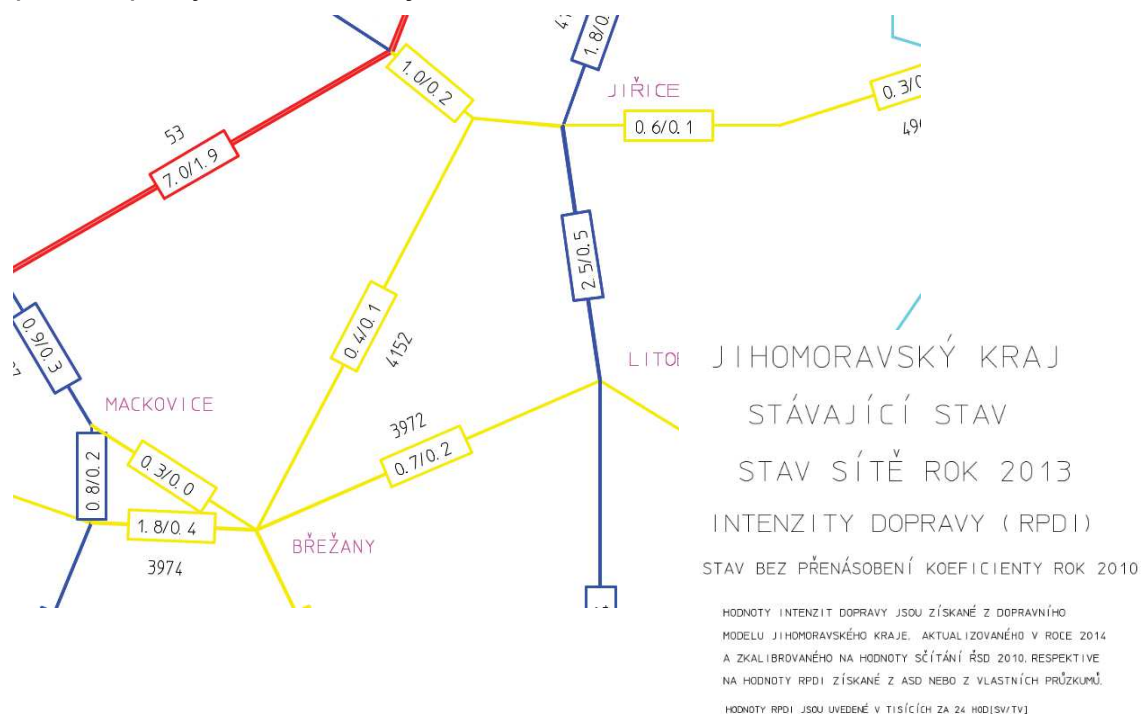 1.0/0.2
1.8/0.
JIŘICE
0.6/0.1
0.3/0
49
53
7.0/1.9
2.5/0.5
0.9/0.3
0.4/0.1
4152
LITO
MACKOVICE
3972
0.7/0.2
0.8/0.2
0.3/0.0
1.8/0.4
BŘEŽANY
3974
JIHOMORAVSKÝ KRAJ
STÁVAJÍCÍ STAV
STAV SÍTĚ ROK 2013
INTENZITY DOPRAVY (RPDI)
STAV BEZ PŘENÁSOBENÍ KOEFICIENTY ROK 2010
HODNOTY INTENZIT DOPRAVY JSOU ZÍSKANÉ Z DOPRAVNÍHO
MODELU JIHOMORAVSKÉHO KRAJE, AKTUALIZOVANÉHO V ROCE 2014
A ZKALIBROVANÉHO NA HODNOTY SČÍTÁNÍ ŘSD 2010, RESPEKTIVE
NA HODNOTY RPDI ZÍSKANÉ Z ASD NEBO Z VLASTNÍCH PRŮZKUMŮ.
HODNOTY RPDI JSOU UVEDENÉ V TISÍCÍCH ZA 24 HOD[SV/TV]